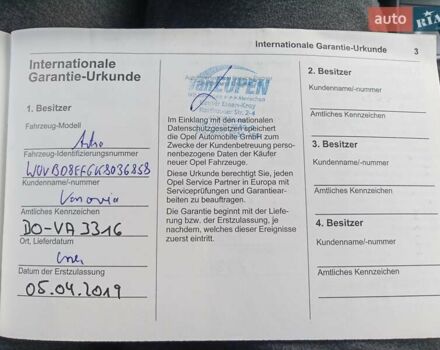 auto RIA
Internationale Garantie-Urkunde 3
Internationale
Garantie-Urkunde
1. Besitzer
Fahrzeug-Modell
Astra
Fahrzeug-Identifizierungsnummer
Kundenname/-nummer
Vonovia
Amtliches Kennzeichen
DO-VA 3316
Ort, Lieferdatum
Datum der Erstzulassung
05.04.2019
van EUPEN
Im Einklang mit den nationalen
Datenschutzgesetzen speichert
die Opel Automobile GmbH zum
Zwecke der Kundenbetreuung perso-
nenbezogene Daten der Käufer
neuer Opel Fahrzeuge.
Diese Urkunde berechtigt Sie, jeden
Opel Service Partner in Europa mit
Serviceprüfungen und Garantiear-
beiten zu beauftragen.
Die Garantie beginnt mit der Liefe-
rung bzw. der Erstzulassung, je
nachdem, welches dieser Ereignisse
zuerst eintritt.
2. Besitzer
Kundenname/-nummer
Amtliches Kennzeichen
3. Besitzer
Kundenname/-nummer
Amtliches Kennzeichen
4. Besitzer
Kundenname/-nummer
Amtliches Kennzeichen